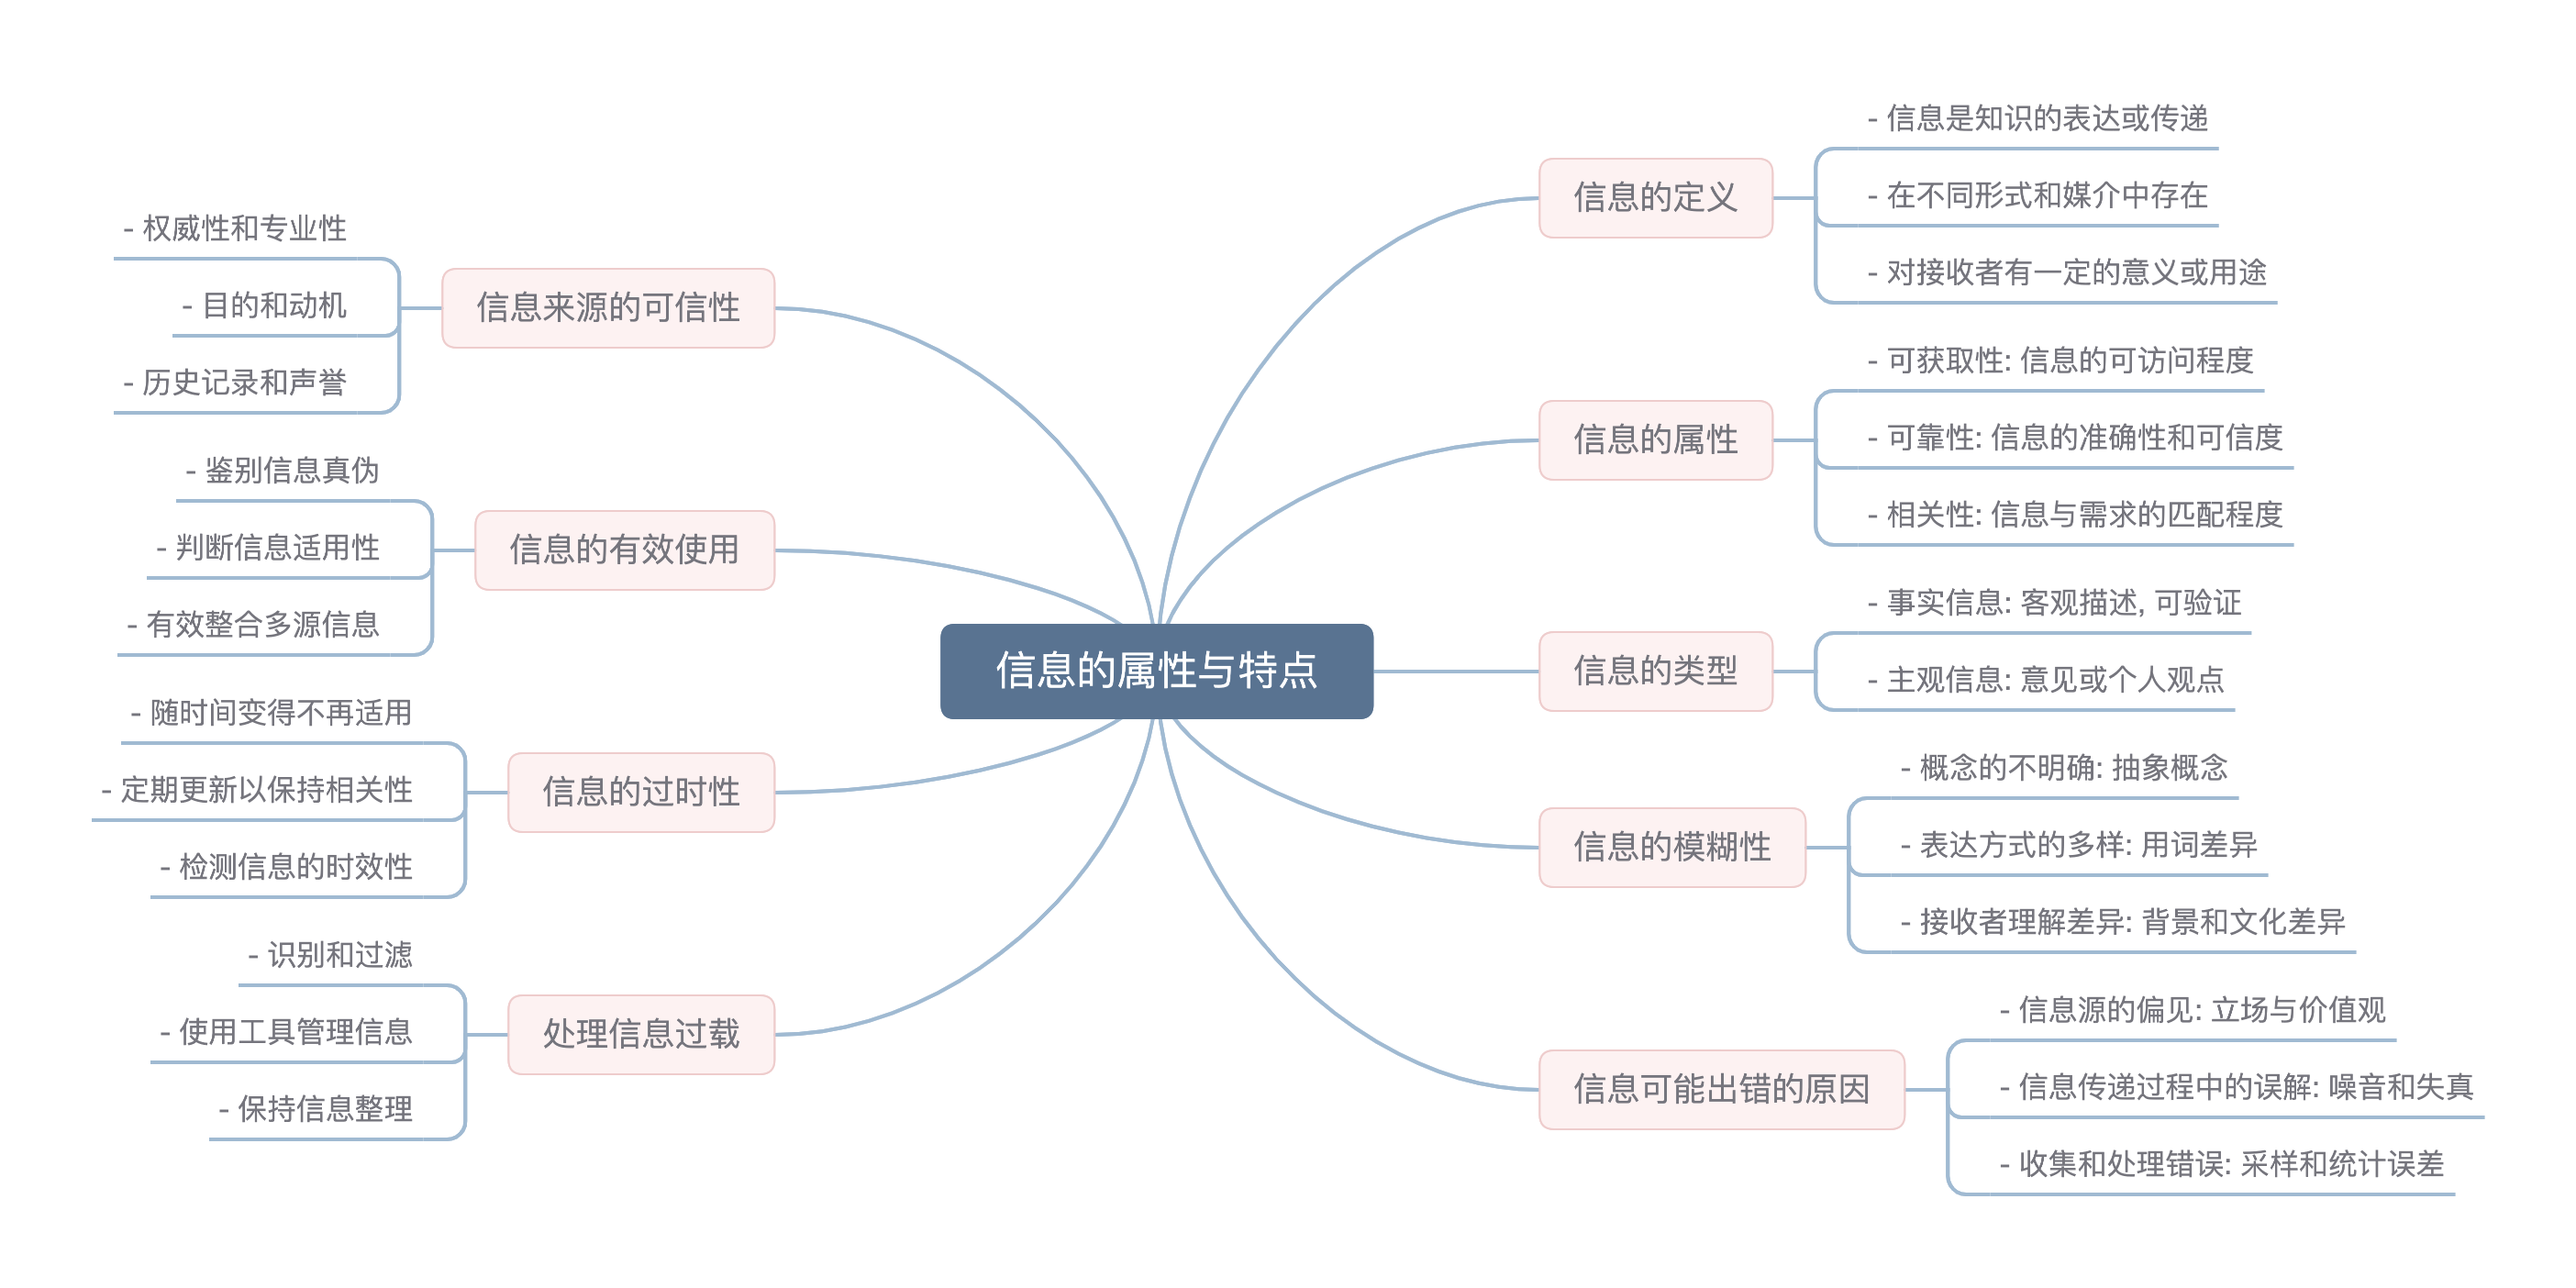 信息的属性与特点
信息的定义
- 信息是知识的表达或传递
- 在不同形式和媒介中存在
- 对接收者有一定的意义或用途
信息的属性
- 可获取性: 信息的可访问程度
- 可靠性: 信息的准确性和可信度
- 相关性: 信息与需求的匹配程度
信息的类型
- 事实信息: 客观描述, 可验证
- 主观信息: 意见或个人观点
信息的模糊性
- 概念的不明确: 抽象概念
- 表达方式的多样: 用词差异
- 接收者理解差异: 背景和文化差异
信息可能出错的原因
- 信息源的偏见: 立场与价值观
- 信息传递过程中的误解: 噪音和失真
- 收集和处理错误: 采样和统计误差
信息来源的可信性
- 权威性和专业性
- 目的和动机
- 历史记录和声誉
信息的有效使用
- 鉴别信息真伪
- 判断信息适用性
- 有效整合多源信息
信息的过时性
- 随时间变得不再适用
- 定期更新以保持相关性
- 检测信息的时效性
处理信息过载
- 识别和过滤
- 使用工具管理信息
- 保持信息整理